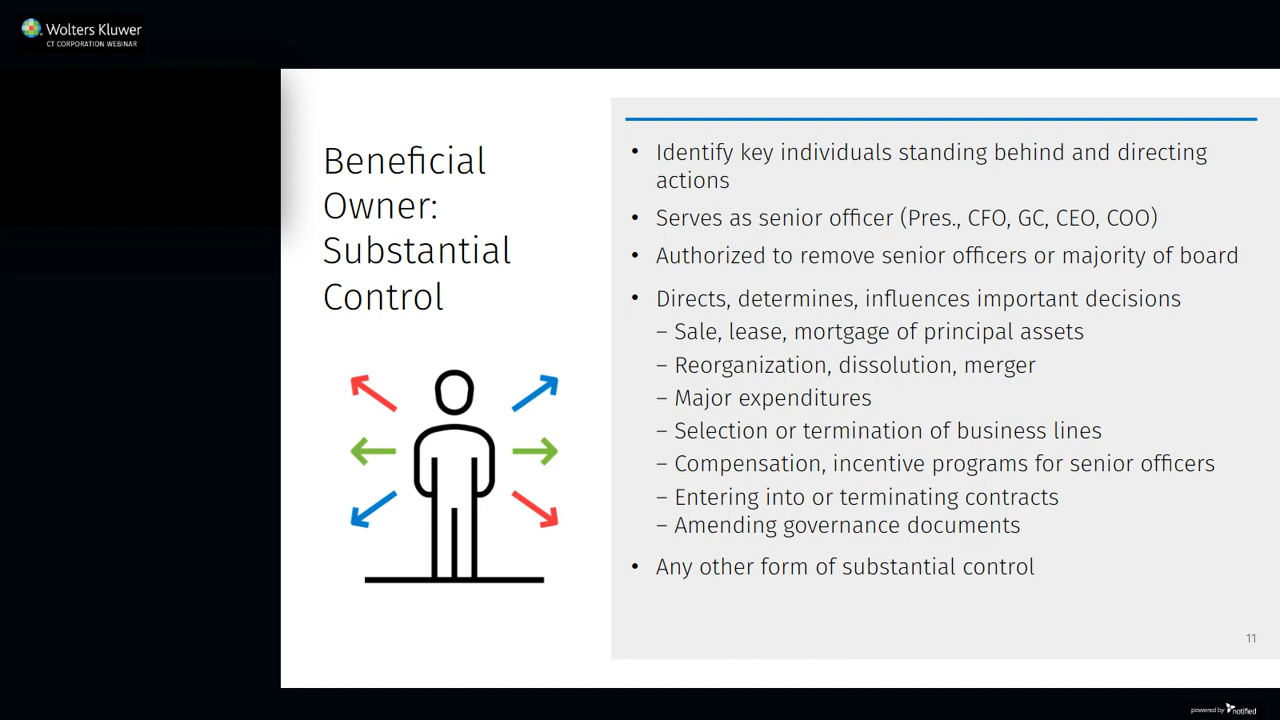 Wolters Kluwer
CT CORPORATION WEBINAR
Beneficial
Owner:
Substantial
Control
• Identify key individuals standing behind and directing
actions
• Serves as senior officer (Pres., CFO, GC, CEO, COO)
• Authorized to remove senior officers or majority of board
• Directs, determines, influences important decisions
– Sale, lease, mortgage of principal assets
– Reorganization, dissolution, merger
– Major expenditures
– Selection or termination of business lines
– Compensation, incentive programs for senior officers
– Entering into or terminating contracts
– Amending governance documents
• Any other form of substantial control
11
powered by notified